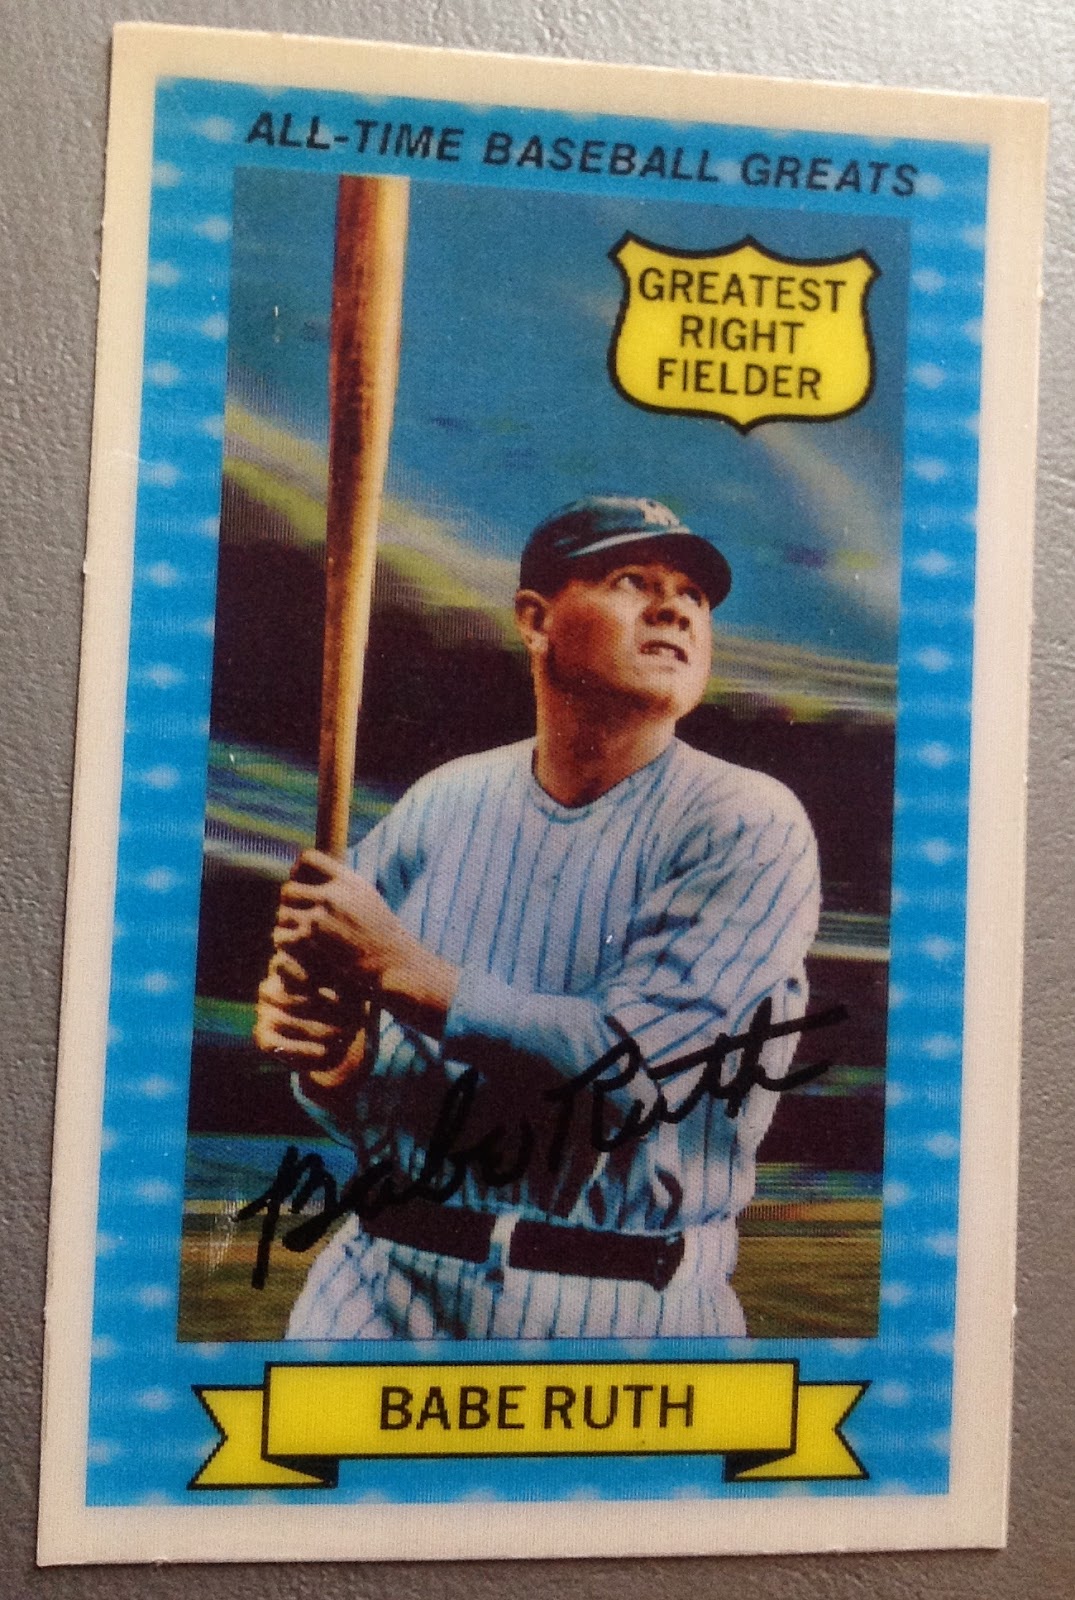 ALL-TIME BASEBALL GREATS
GREATEST
RIGHT
FIELDER
Babe Ruth
BABE RUTH